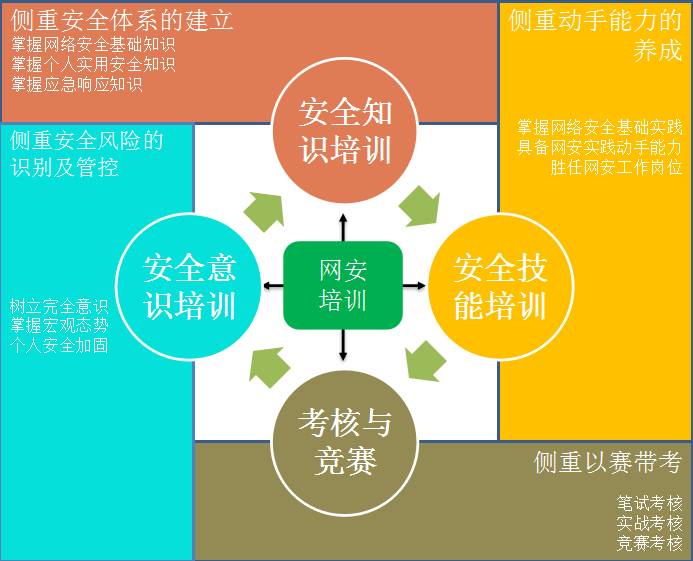 侧重安全体系的建立
掌握网络安全基础知识
掌握个人实用安全知识
掌握应急响应知识
侧重动手能力的
养成
掌握网络安全基础实践
具备网安实践动手能力
胜任网安工作岗位
安全知
识培训
侧重安全风险的
识别及管控
树立完全意识
掌握宏观态势
个人安全加固
安全意
识培训
网安
培训
安全技
能培训
考核与
竞赛
侧重以赛带考
笔试考核
实战考核
竞赛考核